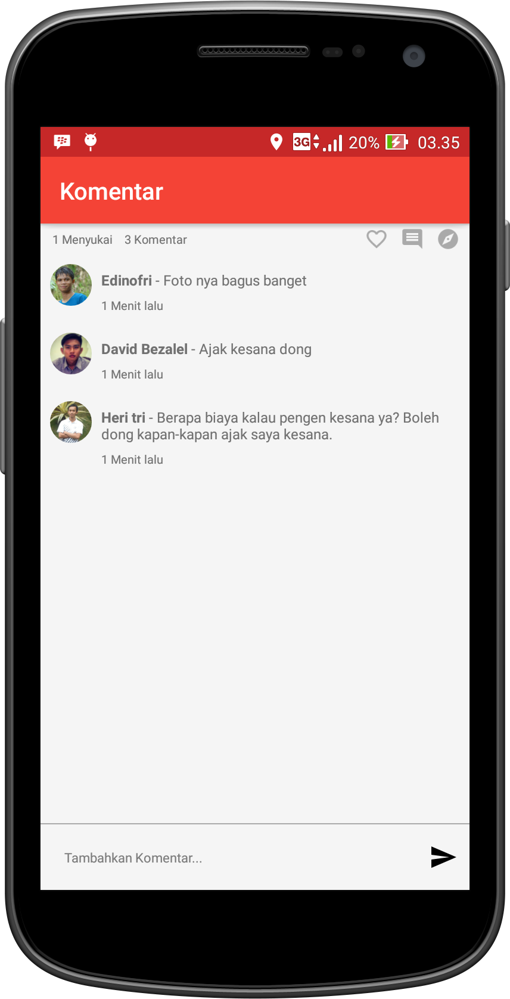 3G 20% 03.35
Komentar
1 Menyukai 3 Komentar
Edinofri - Foto nya bagus banget
1 Menit lalu
David Bezalel - Ajak kesana dong
1 Menit lalu
Heri tri - Berapa biaya kalau pengen kesana ya? Boleh
dong kapan-kapan ajak saya kesana.
1 Menit lalu
Tambahkan Komentar...